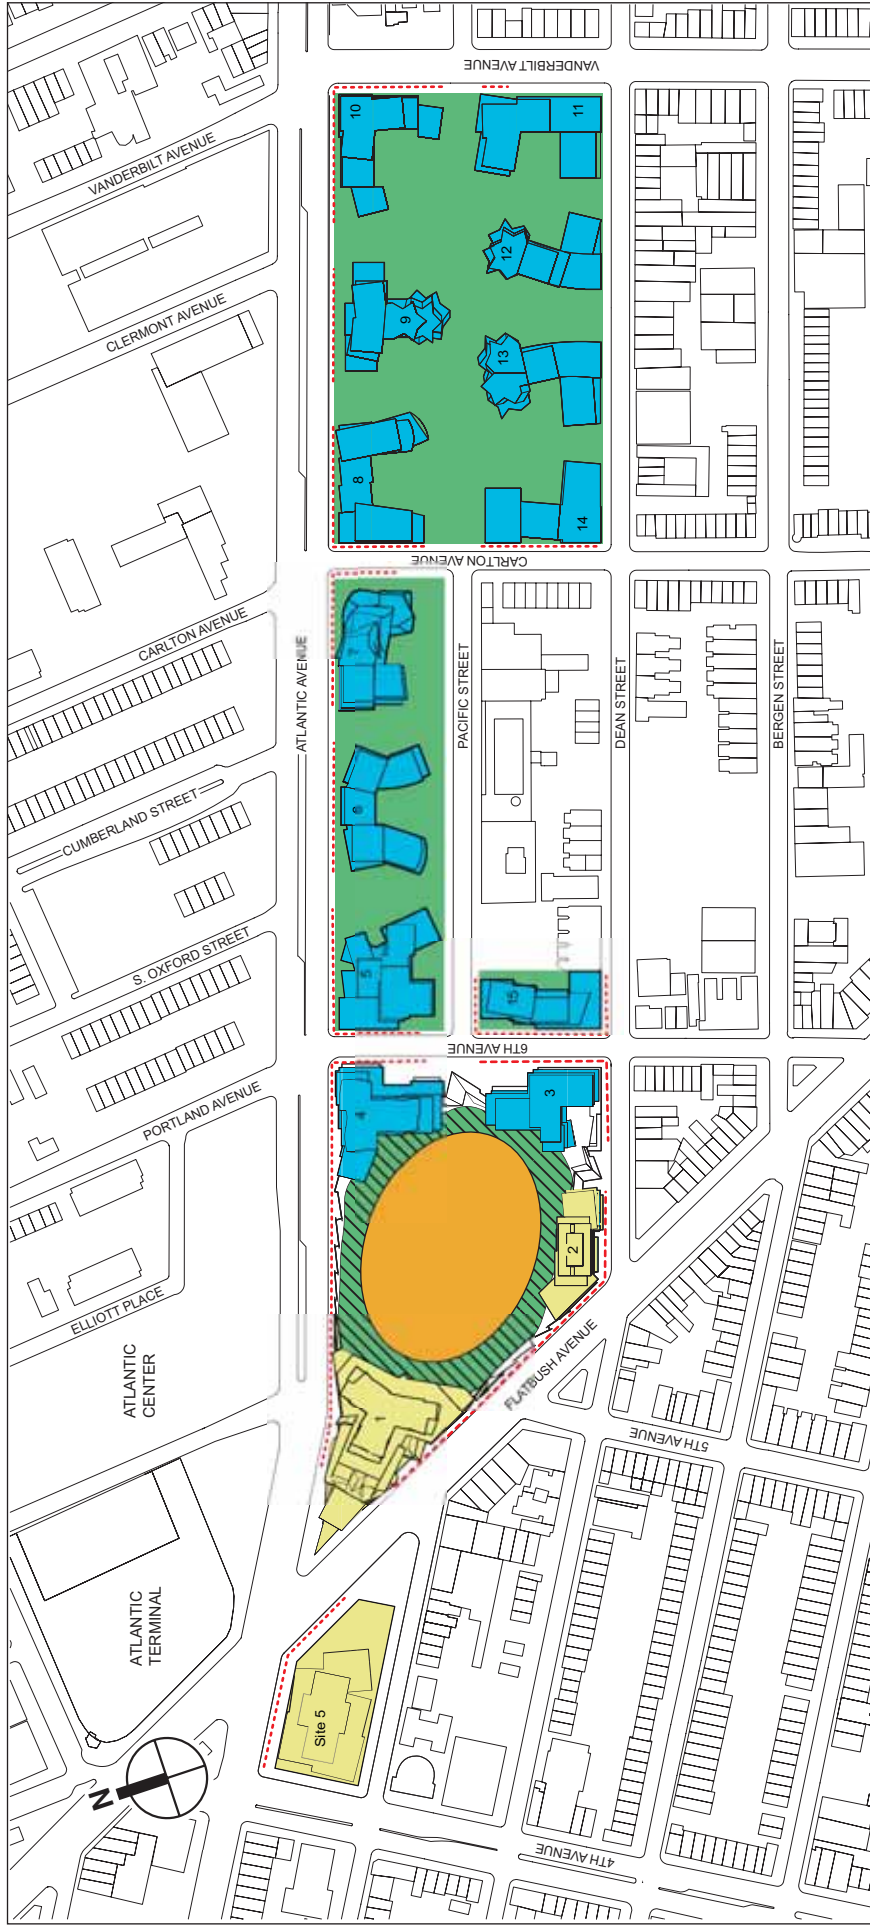 VANDERBILT AVENUE
VANDERBILT AVENUE
10
11
CLERMONT AVENUE
12
9
13
8
14
CARLTON AVENUE
CARLTON AVENUE
ATLANTIC AVENUE
PACIFIC STREET
DEAN STREET
BERGEN STREET
7
CUMBERLAND STREET
6
S. OXFORD STREET
5
15
6TH AVENUE
PORTLAND AVENUE
4
3
ELLIOTT PLACE
2
ATLANTIC
CENTER
FLATBUSH AVENUE
1
5TH AVENUE
ATLANTIC
TERMINAL
Site 5
N
4TH AVENUE